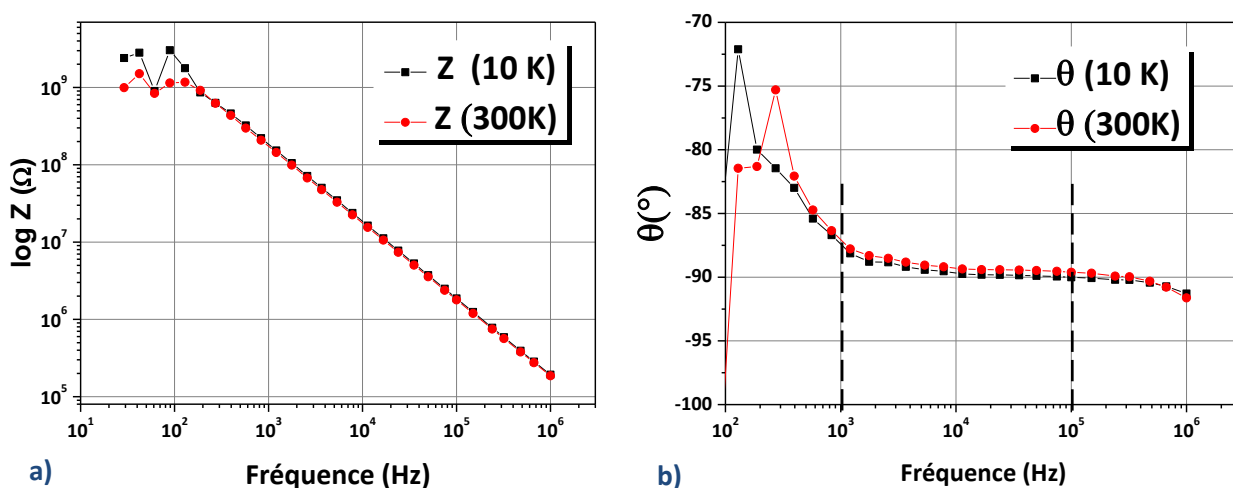 log Z (Ω)
10⁹
10⁸
10⁷
10⁶
10⁵
Z (10 K)
Z (300K)
10¹ 10² 10³ 10⁴ 10⁵ 10⁶
Fréquence (Hz)
a)
θ(°)
-70
-75
-80
-85
-90
-95
-100
θ (10 K)
θ (300K)
10² 10³ 10⁴ 10⁵ 10⁶
Fréquence (Hz)
b)